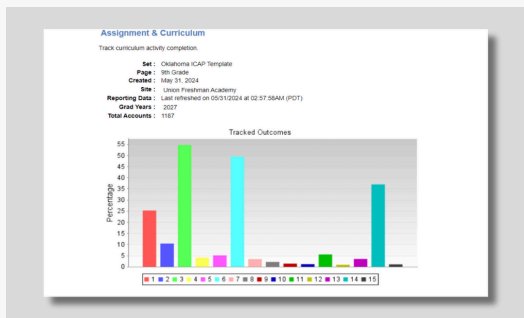 Assignment & Curriculum
Track curriculum activity completion.
Set : Oklahoma ICAP Template
Page : 9th Grade
Created : May 31, 2024
Site : Union Freshman Academy
Reporting Data : Last refreshed on 05/31/2024 at 02:57:56AM (PDT)
Grad Years : 2027
Total Accounts : 1167
Tracked Outcomes
Percentage
55
50
45
40
35
30
25
20
15
10
5
0
1 2 3 4 5 6 7 8 9 10 11 12 13 14 15